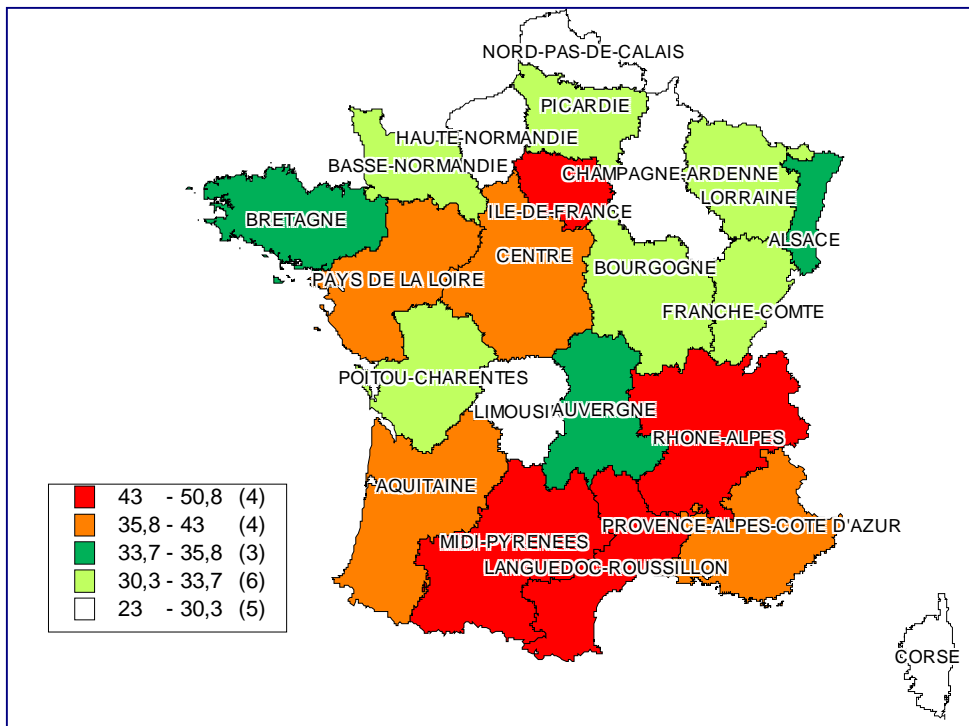 NORD-PAS-DE-CALAIS
PICARDIE
HAUTE-NORMANDIE
BASSE-NORMANDIE
CHAMPAGNE-ARDENNE
LORRAINE
ILE-DE-FRANCE
BRETAGNE
ALSACE
CENTRE
BOURGOGNE
PAYS DE LA LOIRE
FRANCHE-COMTE
POITOU-CHARENTES
LIMOUSI
AUVERGNE
RHONE-ALPES
AQUITAINE
PROVENCE-ALPES-COTE D'AZUR
MIDI-PYRENEES
LANGUEDOC-ROUSSILLON
CORSE
43 - 50,8 (4)
35,8 - 43 (4)
33,7 - 35,8 (3)
30,3 - 33,7 (6)
23 - 30,3 (5)